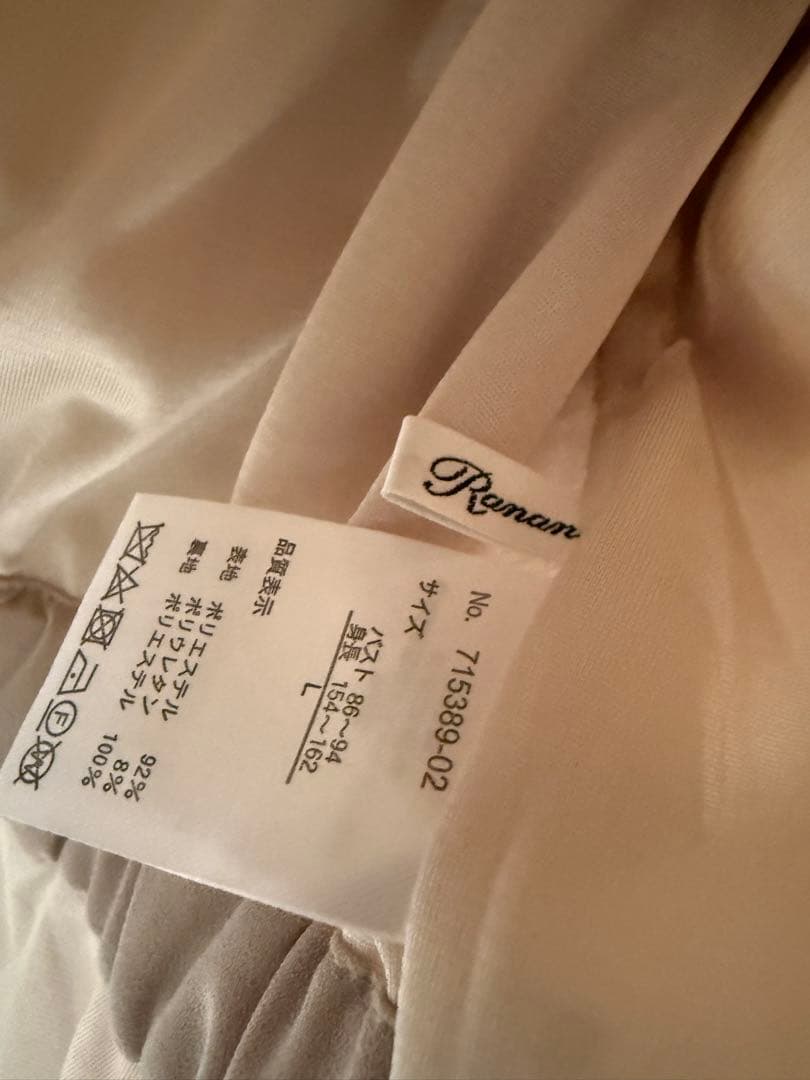 Ranan
No. 715389-02
サイズ
バスト 86～94
身長 154～162
L
品質表示
表地 ポリエステル 92%
ポリウレタン 8%
裏地 ポリエステル 100%
F
W